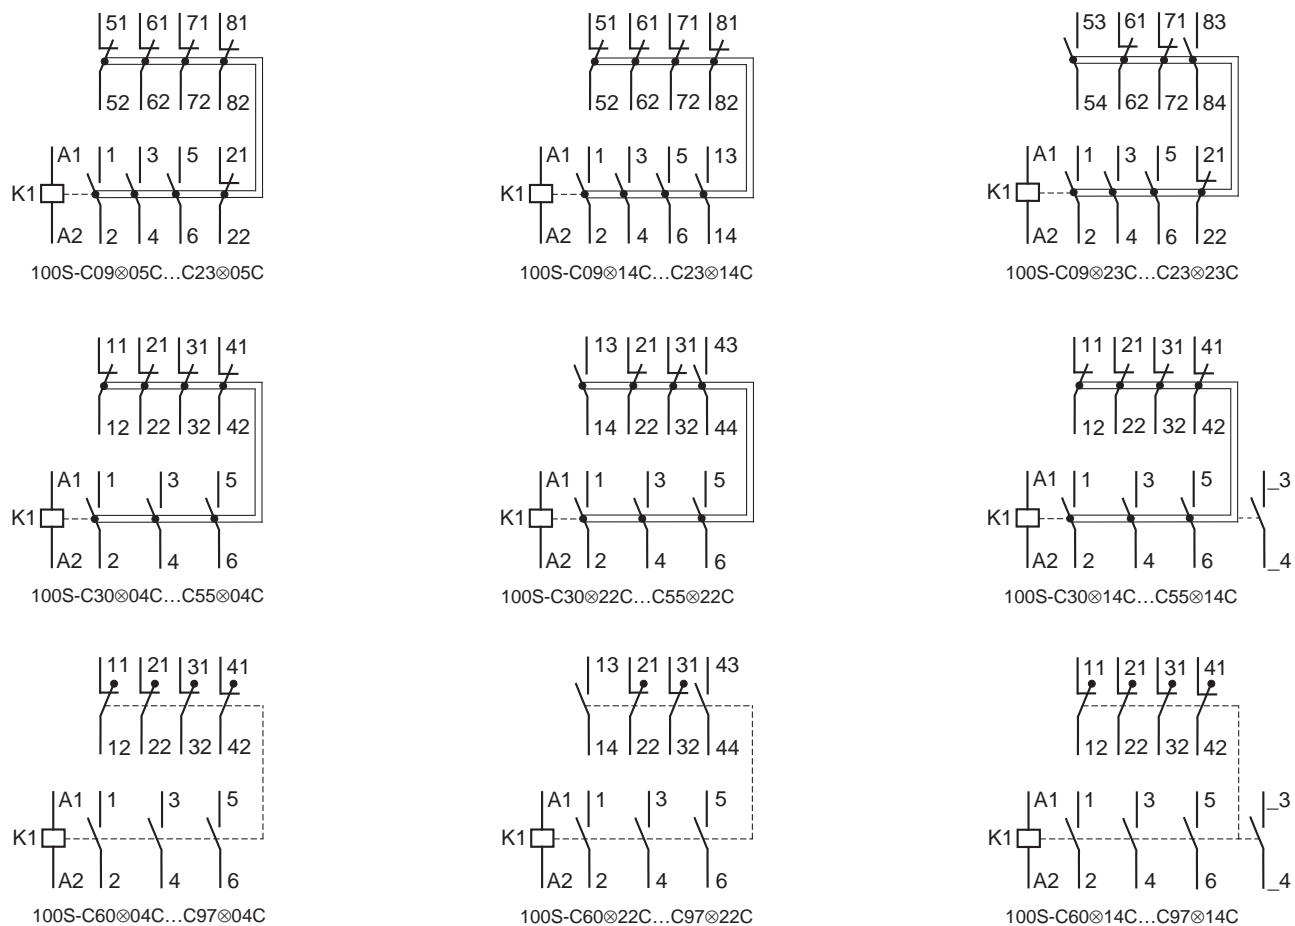 51 61 71 81
52 62 72 82
A1 1 3 5 21
K1
A2 2 4 6 22
100S-C09⊗05C…C23⊗05C
51 61 71 81
52 62 72 82
A1 1 3 5 13
K1
A2 2 4 6 14
100S-C09⊗14C…C23⊗14C
53 61 71 83
54 62 72 84
A1 1 3 5 21
K1
A2 2 4 6 22
100S-C09⊗23C…C23⊗23C
11 21 31 41
12 22 32 42
A1 1 3 5
K1
A2 2 4 6
100S-C30⊗04C…C55⊗04C
13 21 31 43
14 22 32 44
A1 1 3 5
K1
A2 2 4 6
100S-C30⊗22C…C55⊗22C
11 21 31 41
12 22 32 42
A1 1 3 5 _3
K1
A2 2 4 6 _4
100S-C30⊗14C…C55⊗14C
11 21 31 41
12 22 32 42
A1 1 3 5
K1
A2 2 4 6
100S-C60⊗04C…C97⊗04C
13 21 31 43
14 22 32 44
A1 1 3 5
K1
A2 2 4 6
100S-C60⊗22C…C97⊗22C
11 21 31 41
12 22 32 42
A1 1 3 5 _3
K1
A2 2 4 6 _4
100S-C60⊗14C…C97⊗14C